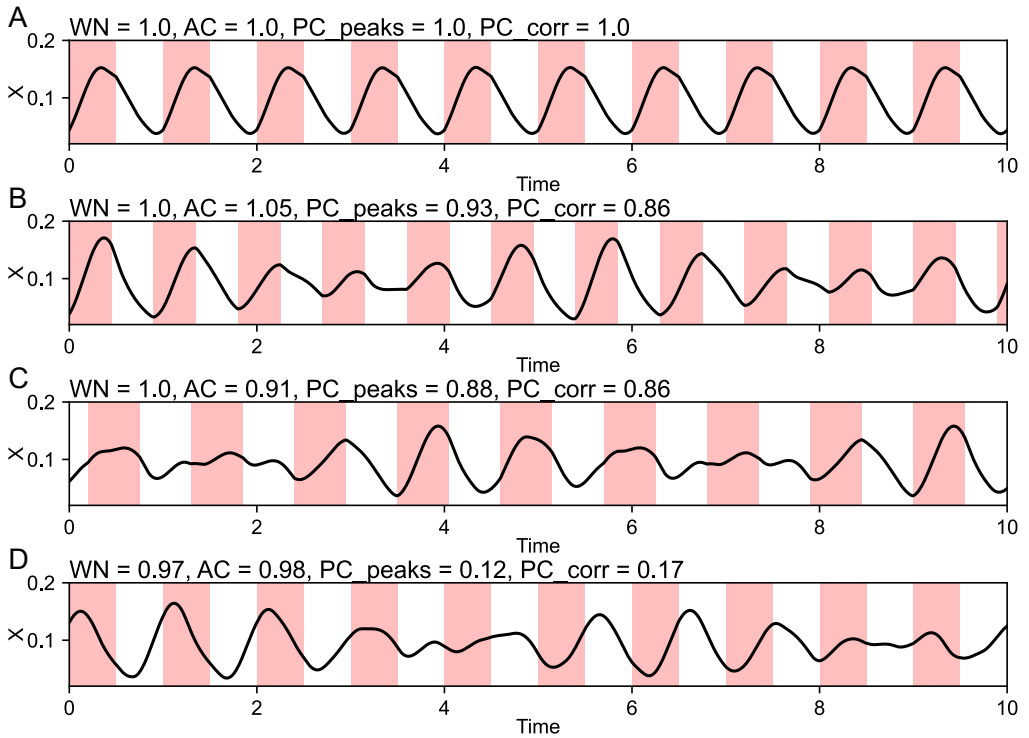 A
WN = 1.0, AC = 1.0, PC_peaks = 1.0, PC_corr = 1.0
0.2
0.1
X
0 2 4 6 8 10
Time
B
WN = 1.0, AC = 1.05, PC_peaks = 0.93, PC_corr = 0.86
0.2
0.1
X
0 2 4 6 8 10
Time
C
WN = 1.0, AC = 0.91, PC_peaks = 0.88, PC_corr = 0.86
0.2
0.1
X
0 2 4 6 8 10
Time
D
WN = 0.97, AC = 0.98, PC_peaks = 0.12, PC_corr = 0.17
0.2
0.1
X
0 2 4 6 8 10
Time